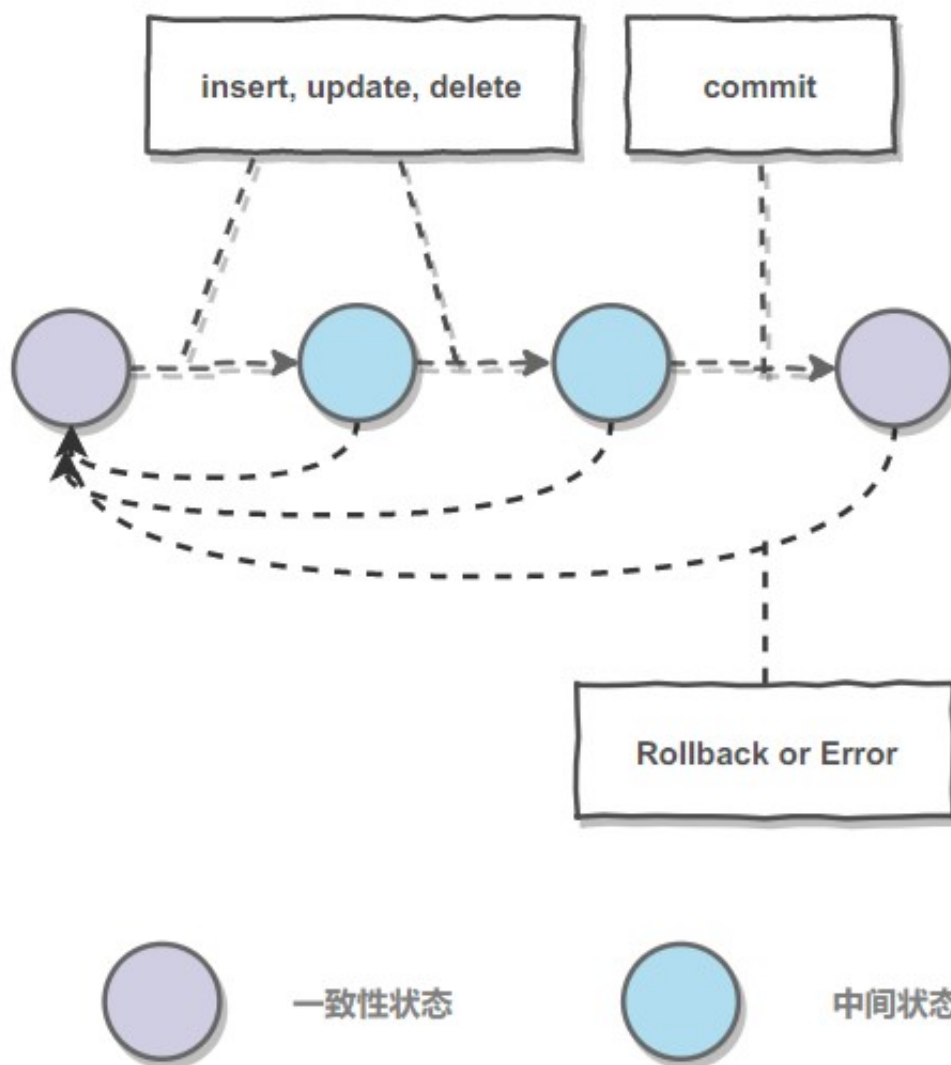 insert, update, delete
commit
Rollback or Error
一致性状态
中间状态